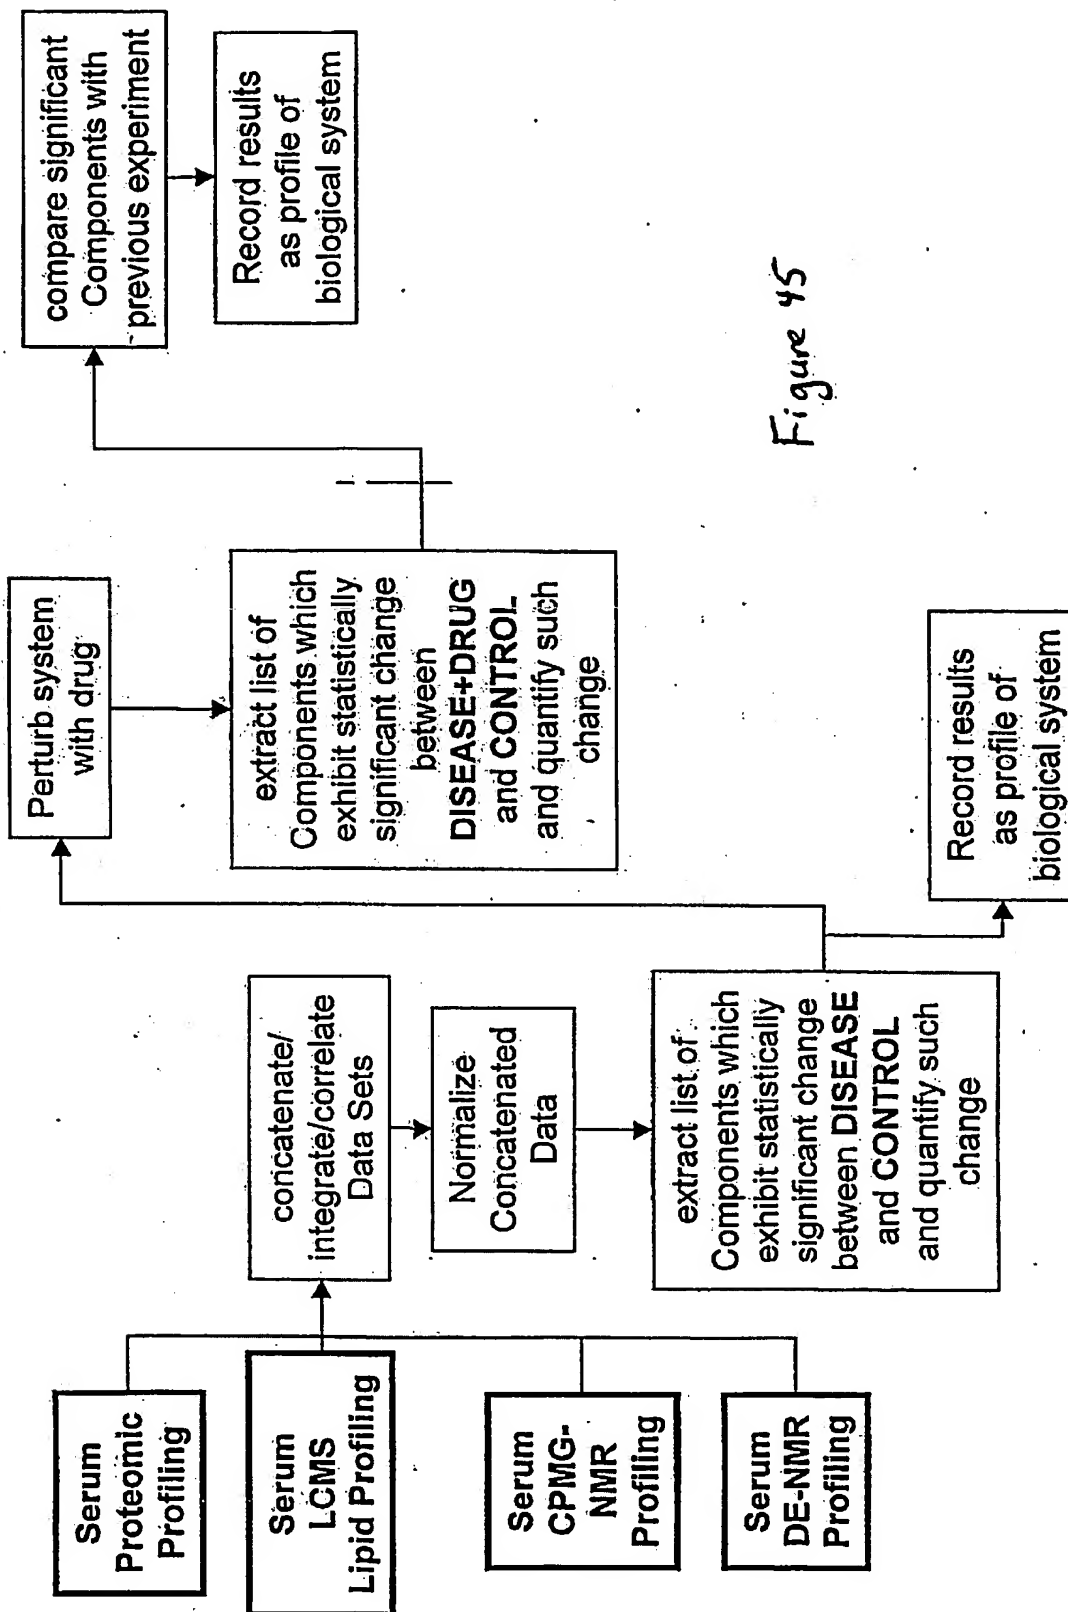 Serum
Proteomic
Profiling
Serum
LCMS
Lipid Profiling
Serum
CPMG-
NMR
Profiling
Serum
DE-NMR
Profiling
concatenate/
integrate/correlate
Data Sets
Normalize
Concatenated
Data
extract list of
Components which
exhibit statistically
significant change
between DISEASE
and CONTROL
and quantify such
change
Record results
as profile of
biological system
Perturb system
with drug
extract list of
Components which
exhibit statistically
significant change
between
DISEASE+DRUG
and CONTROL
and quantify such
change
compare significant
Components with
previous experiment
Record results
as profile of
biological system
Figure 45